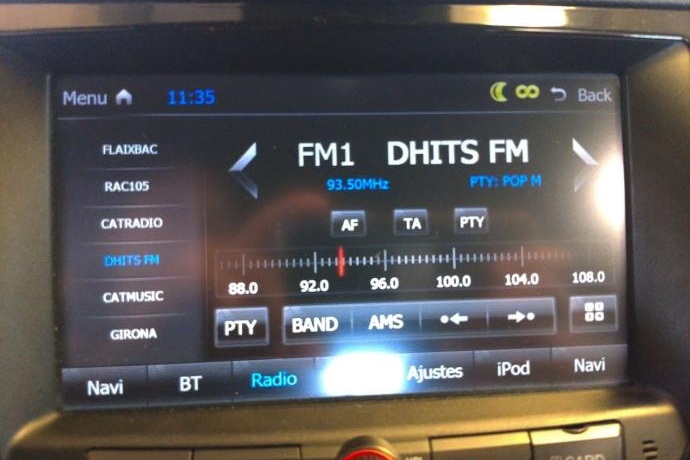 Menu 11:35 Back
FLAIXBAC
RAC105
CATRADIO
DHITS FM
CATMUSIC
GIRONA
FM1 DHITS FM
93.50MHz PTY: POP M
AF TA PTY
88.0 92.0 96.0 100.0 104.0 108.0
PTY BAND AMS
Navi BT Radio Ajustes iPod Navi